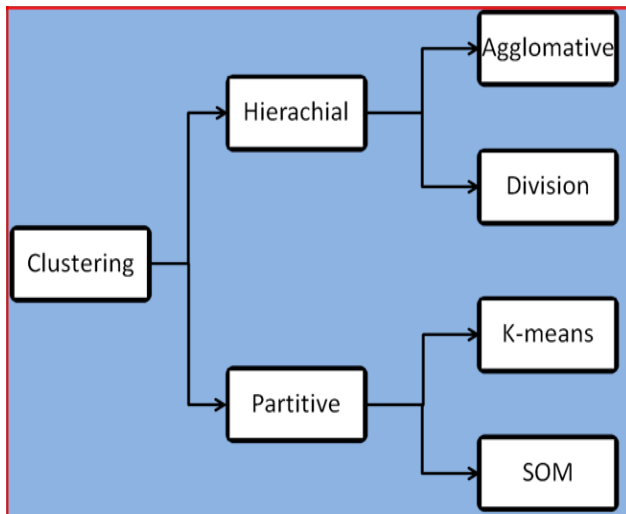 Agglomative
Hierachial
Division
Clustering
K-means
Partitive
SOM